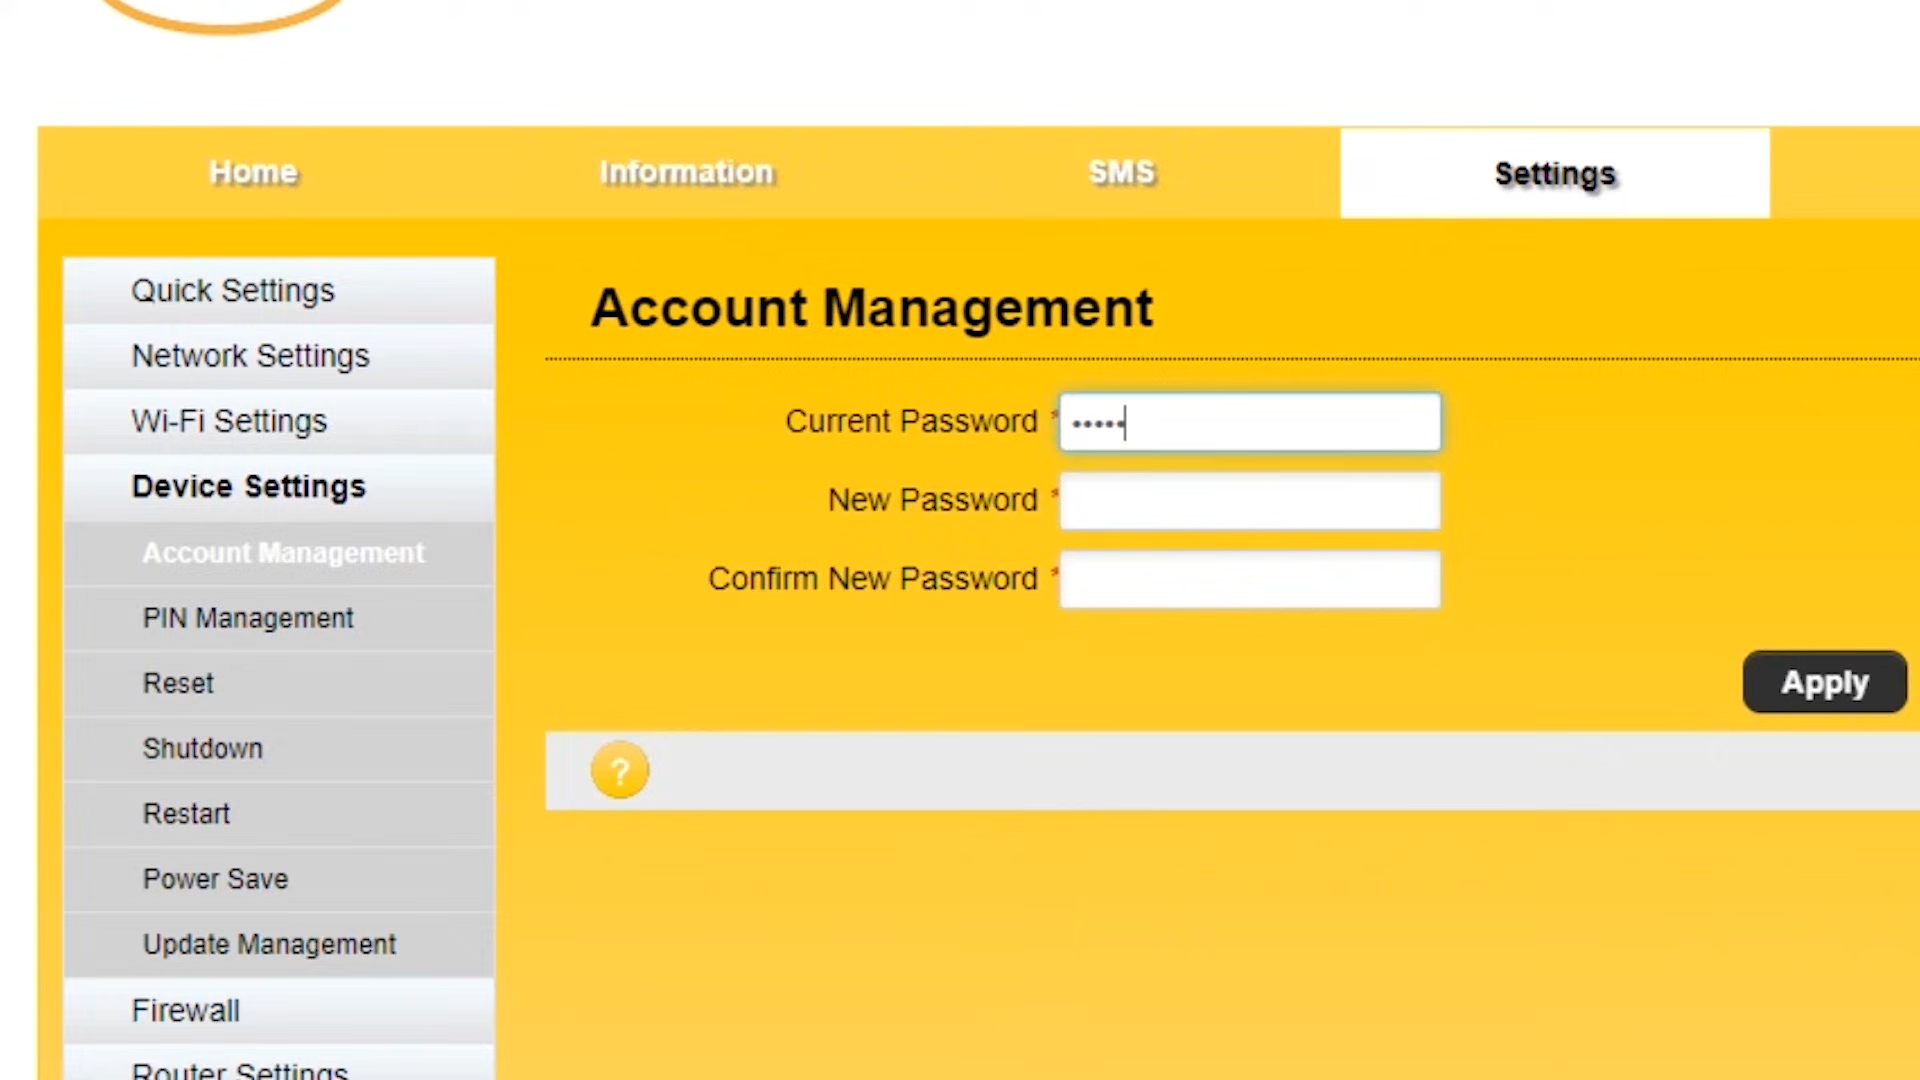 Home Information SMS Settings
Quick Settings
Network Settings
Wi-Fi Settings
Device Settings
Account Management
PIN Management
Reset
Shutdown
Restart
Power Save
Update Management
Firewall
Router Settings
Account Management
Current Password * •••••
New Password *
Confirm New Password *
Apply
?